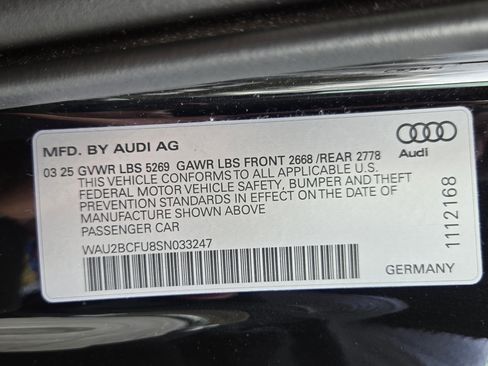 MFD. BY AUDI AG
03 25 GVWR LBS 5269 GAWR LBS FRONT 2668 /REAR 2778
THIS VEHICLE CONFORMS TO ALL APPLICABLE U.S.
FEDERAL MOTOR VEHICLE SAFETY, BUMPER AND THEFT
PREVENTION STANDARDS IN EFFECT ON THE DATE OF
MANUFACTURE SHOWN ABOVE
PASSENGER CAR
WAU2BCFU8SN033247
Audi
1112168
GERMANY